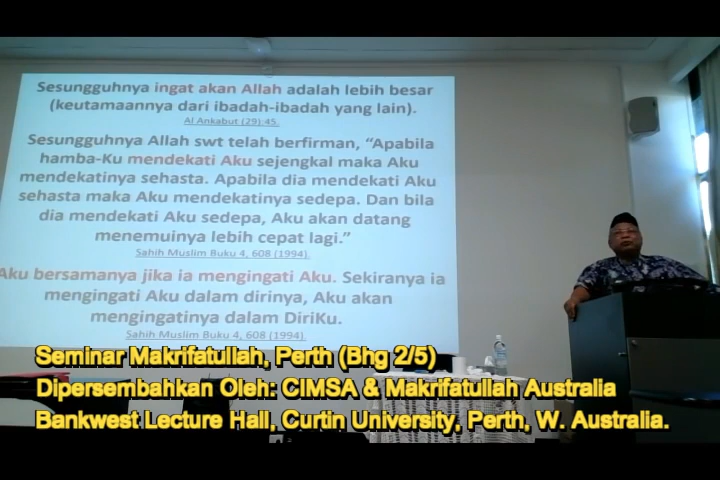 Sesungguhnya ingat akan Allah adalah lebih besar
(keutamaannya dari ibadah-ibadah yang lain).
Al Ankabut (29):45.
Sesungguhnya Allah swt telah berfirman, “Apabila
hamba-Ku mendekati Aku sejengkal maka Aku
mendekatinya sehasta. Apabila dia mendekati Aku
sehasta maka Aku mendekatinya sedepa. Dan bila
dia mendekati Aku sedepa, Aku akan datang
menemuinya lebih cepat lagi.”
Sahih Muslim Buku 4, 608 (1994).
Aku bersamanya jika ia mengingati Aku. Sekiranya ia
mengingati Aku dalam dirinya, Aku akan
mengingatinya dalam DiriKu.
Sahih Muslim Buku 4, 608 (1994).
Seminar Makrifatullah, Perth (Bhg 2/5)
Dipersembahkan Oleh: CIMSA & Makrifatullah Australia
Bankwest Lecture Hall, Curtin University, Perth, W. Australia.